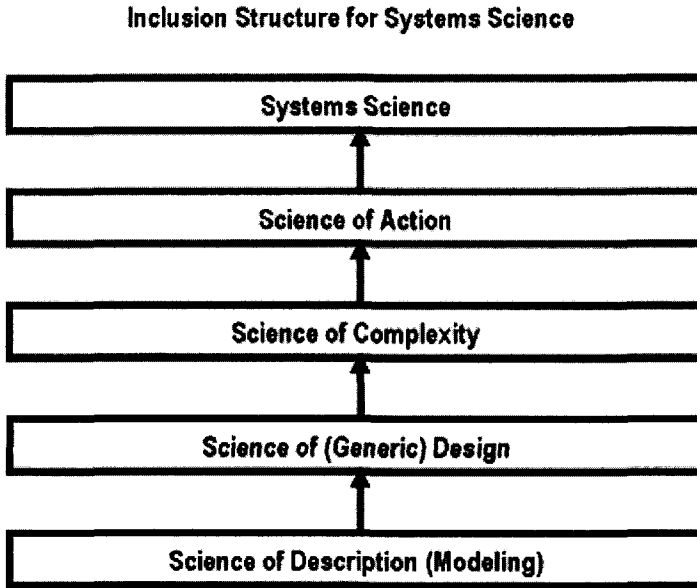 Inclusion Structure for Systems Science
Systems Science
Science of Action
Science of Complexity
Science of (Generic) Design
Science of Description (Modeling)